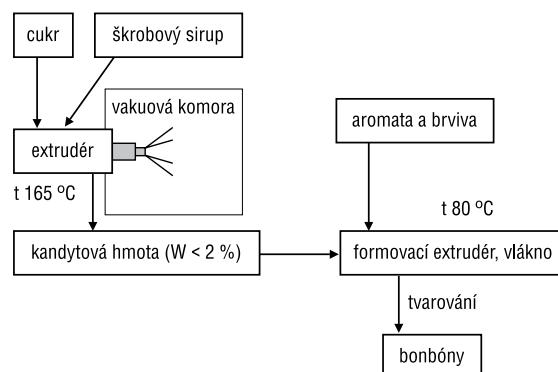 cukr
škrobový sirup
vakuová komora
extrudér
t 165 °C
aromata a brviva
t 80 °C
kandytová hmota (W < 2 %)
formovací extrudér, vlákno
tvarování
bonbóny